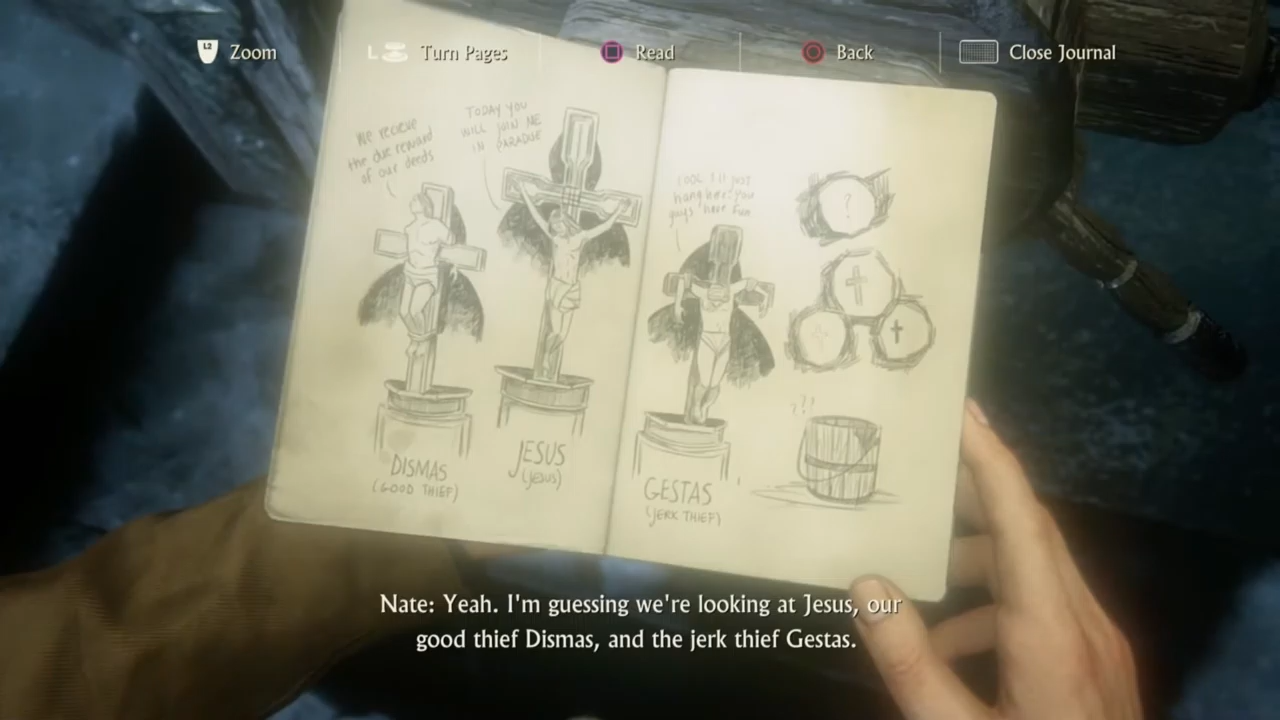 L2 Zoom
L Turn Pages
Read
Back
Close Journal
We recieve
the due reward
of our deeds
TODAY YOU
WILL JOIN ME
IN PARADISE
LOOK I'll just
hang here. You
guys have fun
?
DISMAS
(GOOD THIEF)
JESUS
(JESUS)
GESTAS
(JERK THIEF)
??!
Nate: Yeah. I'm guessing we're looking at Jesus, our
good thief Dismas, and the jerk thief Gestas.